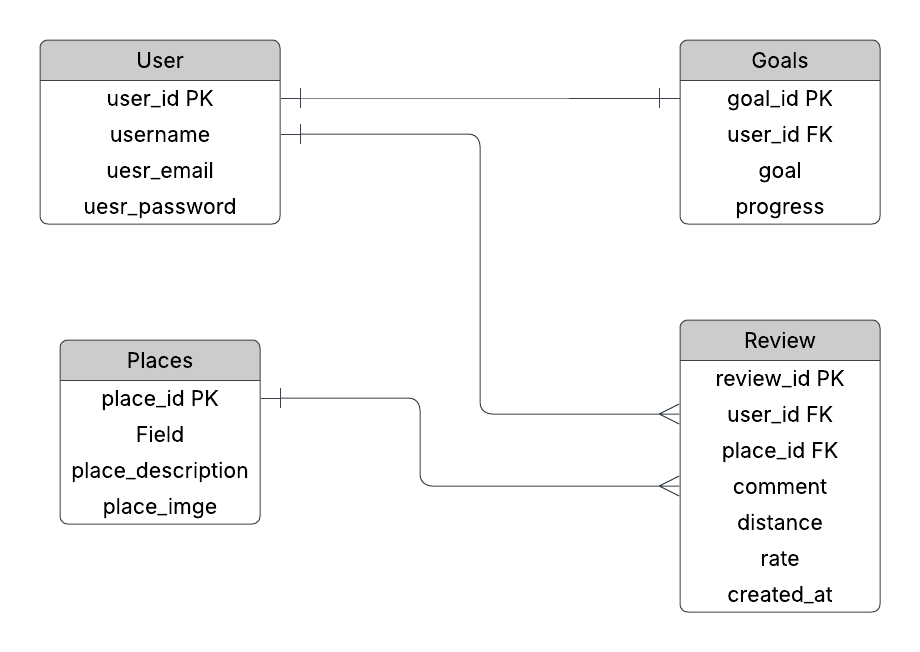 User
user_id PK
username
uesr_email
uesr_password
Goals
goal_id PK
user_id FK
goal
progress
Places
place_id PK
Field
place_description
place_imge
Review
review_id PK
user_id FK
place_id FK
comment
distance
rate
created_at